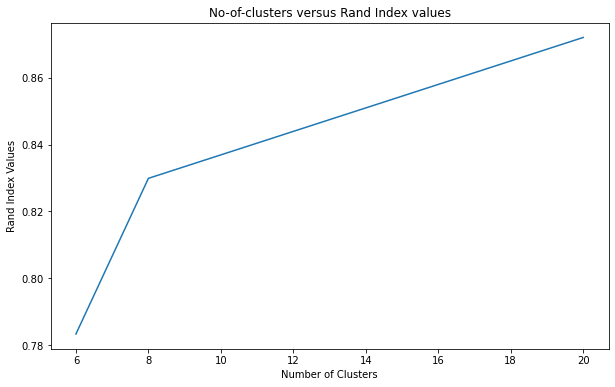 No-of-clusters versus Rand Index values
Rand Index Values
0.86
0.84
0.82
0.80
0.78
6 8 10 12 14 16 18 20
Number of Clusters